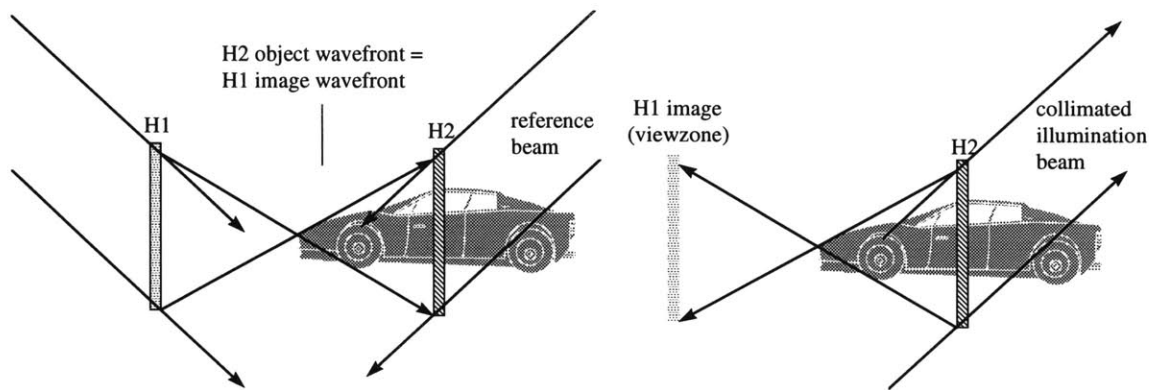 H2 object wavefront =
H1 image wavefront
H1
H2
reference
beam
H1 image
(viewzone)
H2
collimated
illumination
beam